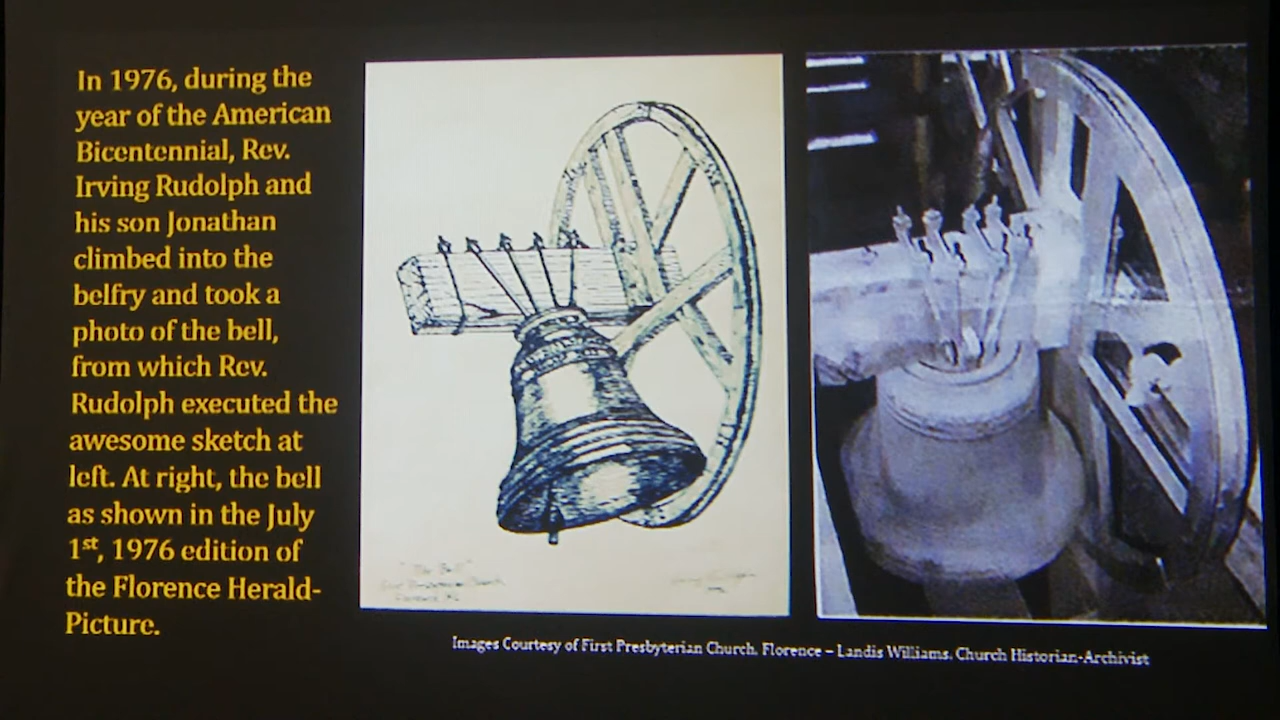 In 1976, during the
year of the American
Bicentennial, Rev.
Irving Rudolph and
his son Jonathan
climbed into the
belfry and took a
photo of the bell,
from which Rev.
Rudolph executed the
awesome sketch at
left. At right, the bell
as shown in the July
1st, 1976 edition of
the Florence Herald-
Picture.
"The Bell"
Images Courtesy of First Presbyterian Church, Florence – Landis Williams, Church Historian-Archivist